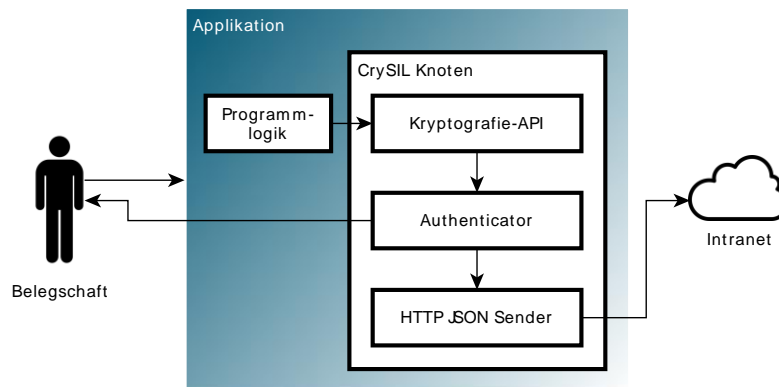 Applikation
CrySIL Knoten
Programm-
logik
Kryptografie-API
Authenticator
Intranet
Belegschaft
HTTP JSON Sender